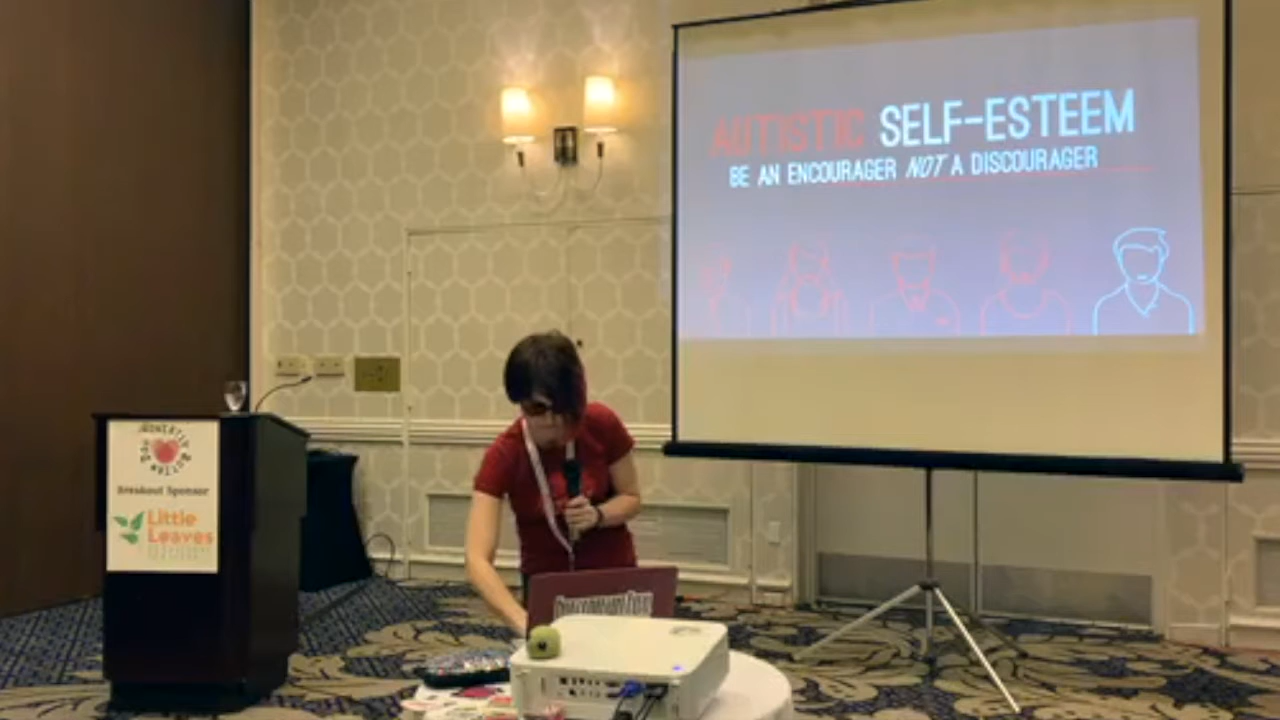 AUTISTIC SELF-ESTEEM
BE AN ENCOURAGER NOT A DISCOURAGER
Breakout Sponsor
Little
Leaves